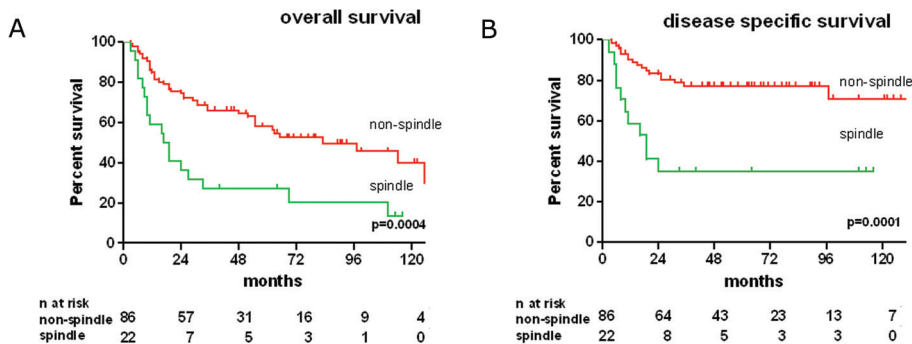 A
overall survival
100
80
60
40
20
0
Percent survival
non-spindle
spindle
p=0.0004
0 24 48 72 96 120
months
n at risk
non-spindle 86 57 31 16 9 4
spindle 22 7 5 3 1 0
B
disease specific survival
100
80
60
40
20
0
Percent survival
non-spindle
spindle
p=0.0001
0 24 48 72 96 120
months
n at risk
non-spindle 86 64 43 23 13 7
spindle 22 8 5 3 3 0